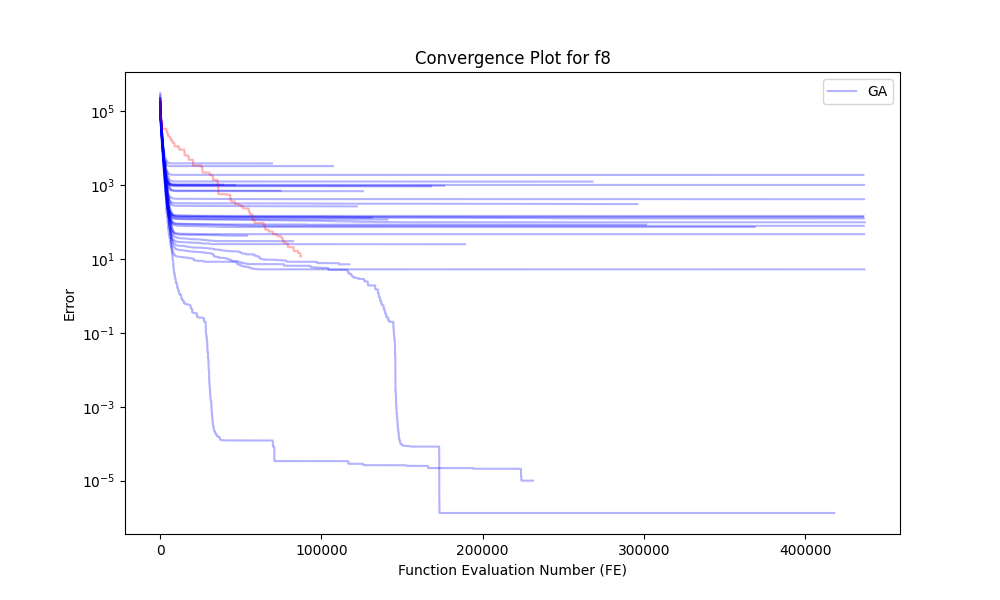 Convergence Plot for f8
GA
Error
10^5
10^3
10^1
10^-1
10^-3
10^-5
0 100000 200000 300000 400000
Function Evaluation Number (FE)